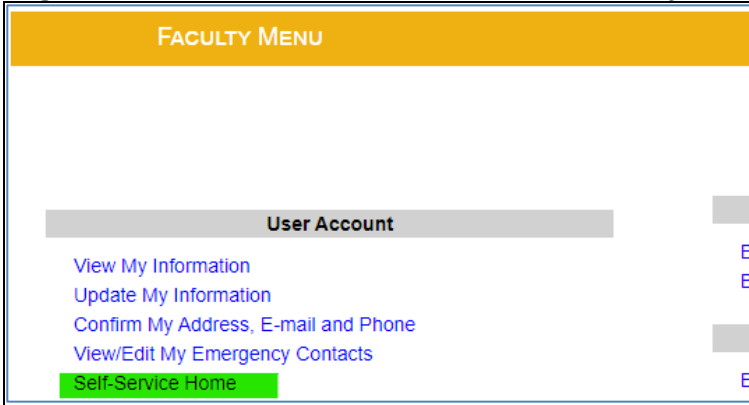 FACULTY MENU
User Account
View My Information
Update My Information
Confirm My Address, E-mail and Phone
View/Edit My Emergency Contacts
Self-Service Home